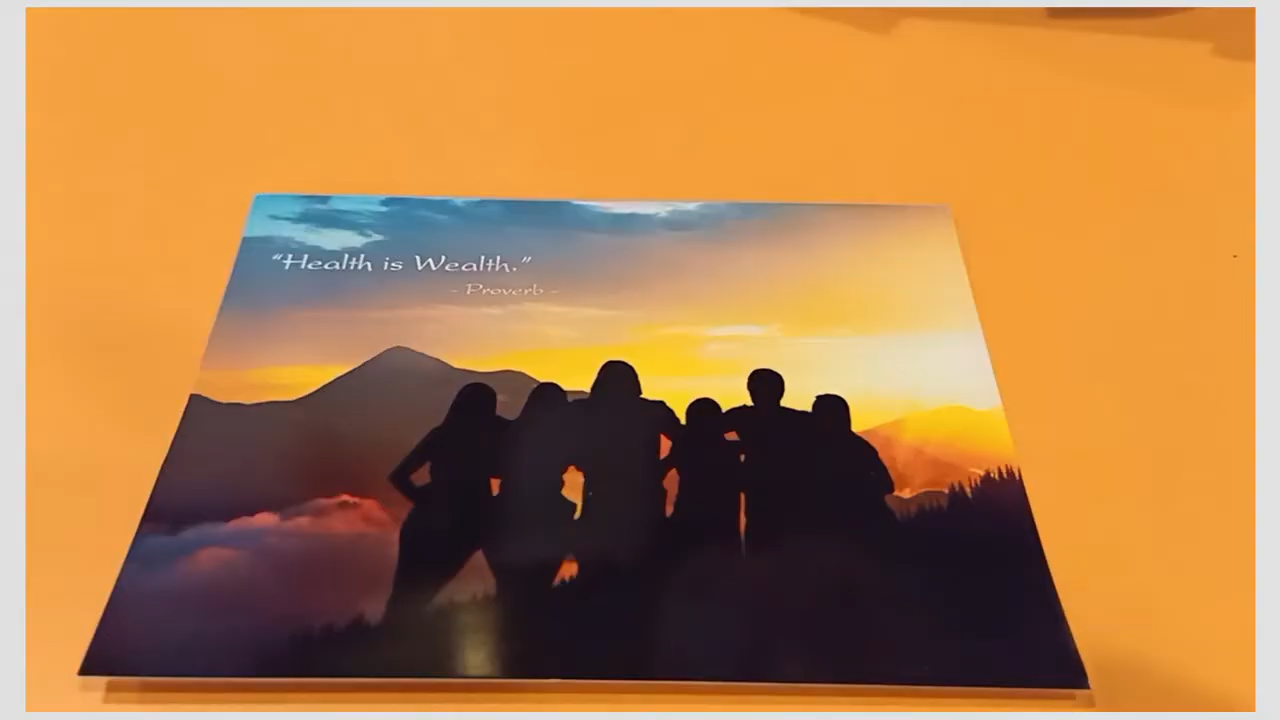 “Health is Wealth.”
- Proverb -